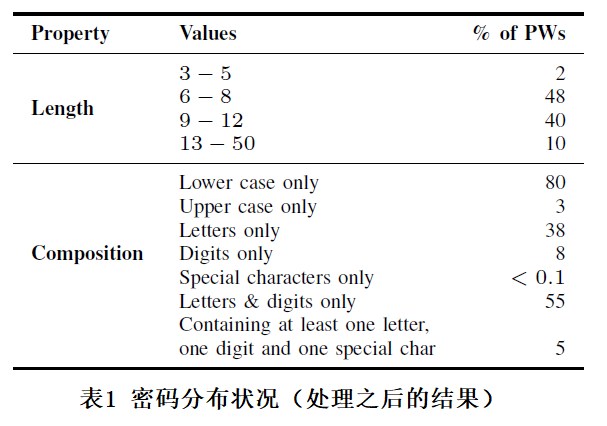 Property Values % of PWs
Length
3 – 5 2
6 – 8 48
9 – 12 40
13 – 50 10
Composition
Lower case only 80
Upper case only 3
Letters only 38
Digits only 8
Special characters only < 0.1
Letters & digits only 55
Containing at least one letter,
one digit and one special char 5
表1 密码分布状况（处理之后的结果）